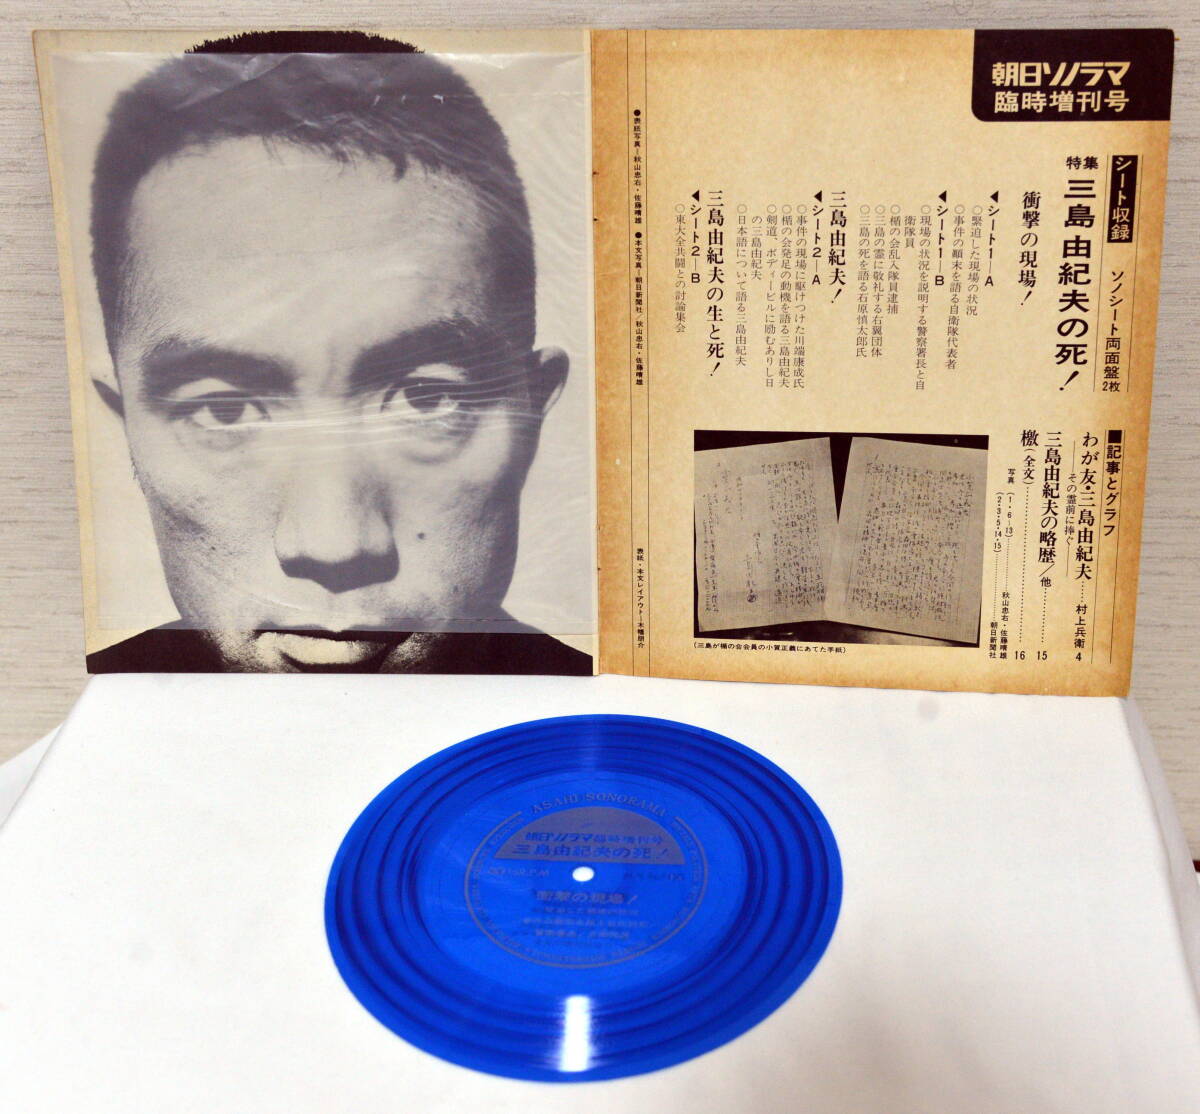 朝日ソノラマ
臨時増刊号
シート収録
ソノシート両面盤2枚
特集 三島由紀夫の死!
衝撃の現場!
◀シート1—A
○緊迫した現場の状況
○事件の顛末を語る自衛隊代表者
◀シート1—B
○現場の状況を説明する警察署長と自
衛隊員
○楯の会乱入隊員逮捕
○三島の霊に敬礼する右翼団体
○三島の死を語る石原慎太郎氏
三島由紀夫!
◀シート2—A
○事件の現場に駆けつけた川端康成氏
○楯の会発足の動機を語る三島由紀夫
○剣道、ボディービルに励むありし日
の三島由紀夫
○日本語について語る三島由紀夫
三島由紀夫の生と死!
◀シート2—B
○東大全共闘との討論集会
■記事とグラフ
わが友・三島由紀夫……村上兵衛 4
——その霊前に捧ぐ——
三島由紀夫の略歴/他…………15
檄(全文)…………16
写真 (1・6—13)…………秋山忠右・佐藤晴雄
(2・3・5・14・15)…………朝日新聞社
(三島が楯の会会員の小賀正義にあてた手紙)
●表紙写真—秋山忠右・佐藤晴雄 ●本文写真—朝日新聞社/秋山忠右・佐藤晴雄
表紙・本文レイアウト—木幡朋介
ASAHI SONORAMA
朝日ソノラマ臨時増刊号
三島由紀夫の死!
衝撃の現場!